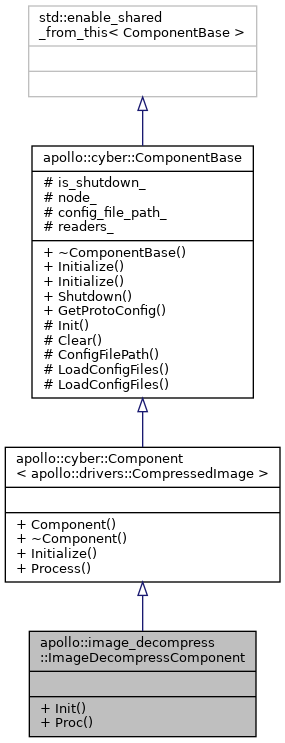 std::enable_shared
_from_this< ComponentBase >
apollo::cyber::ComponentBase
# is_shutdown_
# node_
# config_file_path_
# readers_
+ ~ComponentBase()
+ Initialize()
+ Initialize()
+ Shutdown()
+ GetProtoConfig()
# Init()
# Clear()
# ConfigFilePath()
# LoadConfigFiles()
# LoadConfigFiles()
apollo::cyber::Component
< apollo::drivers::CompressedImage >
+ Component()
+ ~Component()
+ Initialize()
+ Process()
apollo::image_decompress
::ImageDecompressComponent
+ Init()
+ Proc()